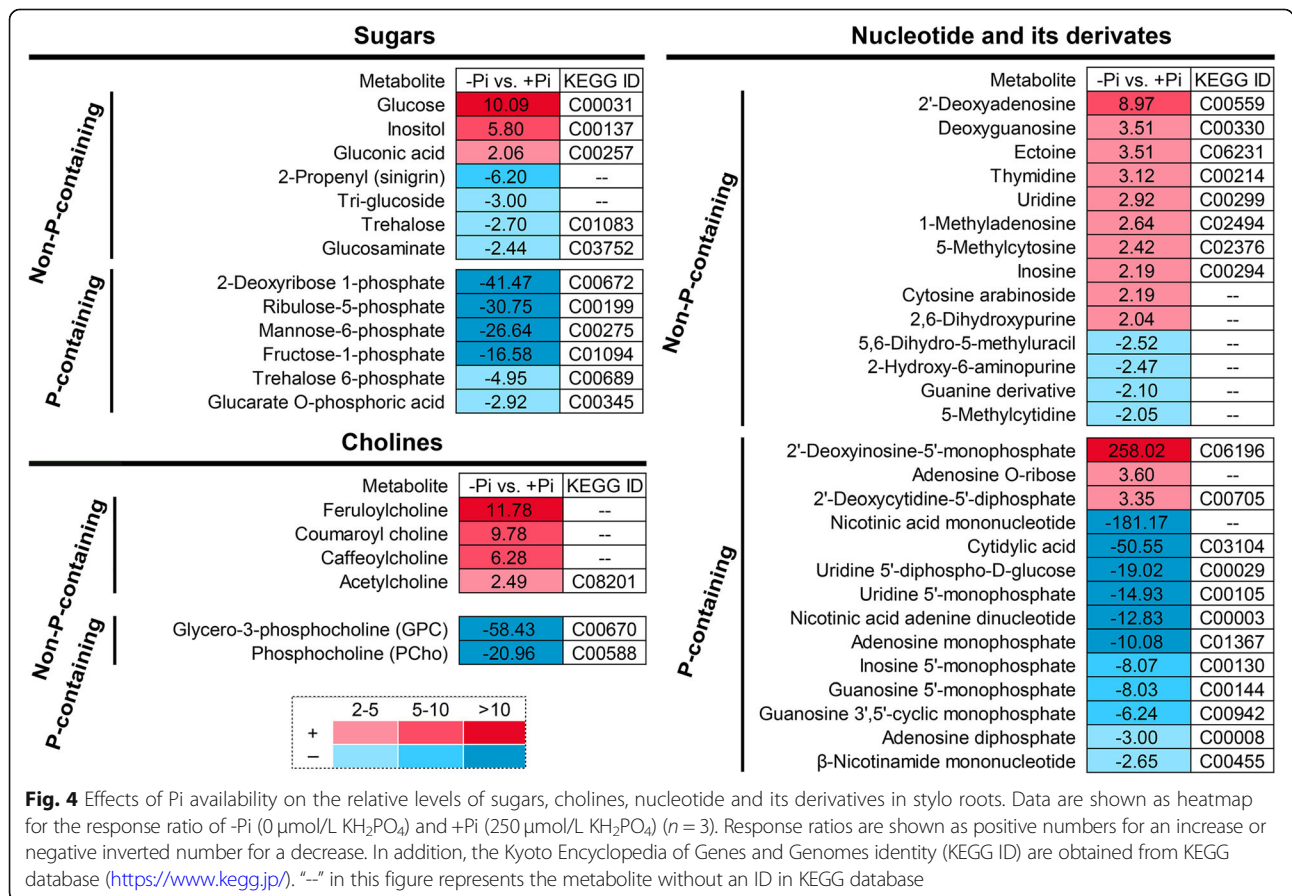 Sugars
Metabolite -Pi vs. +Pi KEGG ID
Non-P-containing
Glucose 10.09 C00031
Inositol 5.80 C00137
Gluconic acid 2.06 C00257
2-Propenyl (sinigrin) -6.20 --
Tri-glucoside -3.00 --
Trehalose -2.70 C01083
Glucosaminate -2.44 C03752
P-containing
2-Deoxyribose 1-phosphate -41.47 C00672
Ribulose-5-phosphate -30.75 C00199
Mannose-6-phosphate -26.64 C00275
Fructose-1-phosphate -16.58 C01094
Trehalose 6-phosphate -4.95 C00689
Glucarate O-phosphoric acid -2.92 C00345
Cholines
Metabolite -Pi vs. +Pi KEGG ID
Non-P-containing
Feruloylcholine 11.78 --
Coumaroyl choline 9.78 --
Caffeoylcholine 6.28 --
Acetylcholine 2.49 C08201
P-containing
Glycero-3-phosphocholine (GPC) -58.43 C00670
Phosphocholine (PCho) -20.96 C00588
2-5 5-10 >10
+
–
Nucleotide and its derivates
Metabolite -Pi vs. +Pi KEGG ID
Non-P-containing
2'-Deoxyadenosine 8.97 C00559
Deoxyguanosine 3.51 C00330
Ectoine 3.51 C06231
Thymidine 3.12 C00214
Uridine 2.92 C00299
1-Methyladenosine 2.64 C02494
5-Methylcytosine 2.42 C02376
Inosine 2.19 C00294
Cytosine arabinoside 2.19 --
2,6-Dihydroxypurine 2.04 --
5,6-Dihydro-5-methyluracil -2.52 --
2-Hydroxy-6-aminopurine -2.47 --
Guanine derivative -2.10 --
5-Methylcytidine -2.05 --
P-containing
2'-Deoxyinosine-5'-monophosphate 258.02 C06196
Adenosine O-ribose 3.60 --
2'-Deoxycytidine-5'-diphosphate 3.35 C00705
Nicotinic acid mononucleotide -181.17 --
Cytidylic acid -50.55 C03104
Uridine 5'-diphospho-D-glucose -19.02 C00029
Uridine 5'-monophosphate -14.93 C00105
Nicotinic acid adenine dinucleotide -12.83 C00003
Adenosine monophosphate -10.08 C01367
Inosine 5'-monophosphate -8.07 C00130
Guanosine 5'-monophosphate -8.03 C00144
Guanosine 3',5'-cyclic monophosphate -6.24 C00942
Adenosine diphosphate -3.00 C00008
β-Nicotinamide mononucleotide -2.65 C00455
Fig. 4 Effects of Pi availability on the relative levels of sugars, cholines, nucleotide and its derivatives in stylo roots. Data are shown as heatmap
for the response ratio of -Pi (0 μmol/L KH₂PO₄) and +Pi (250 μmol/L KH₂PO₄) (n = 3). Response ratios are shown as positive numbers for an increase or
negative inverted number for a decrease. In addition, the Kyoto Encyclopedia of Genes and Genomes identity (KEGG ID) are obtained from KEGG
database (https://www.kegg.jp/). “--” in this figure represents the metabolite without an ID in KEGG database